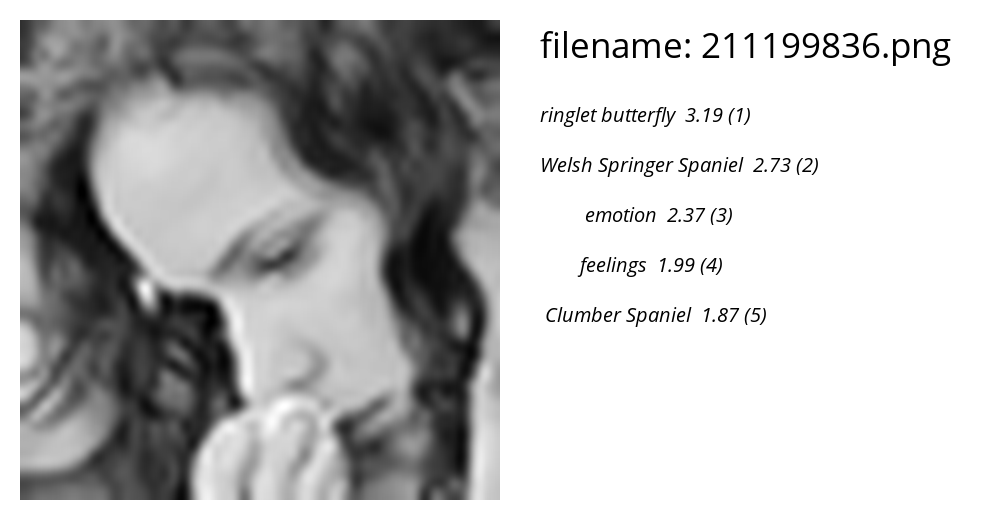 filename: 211199836.png
ringlet butterfly 3.19 (1)
Welsh Springer Spaniel 2.73 (2)
emotion 2.37 (3)
feelings 1.99 (4)
Clumber Spaniel 1.87 (5)